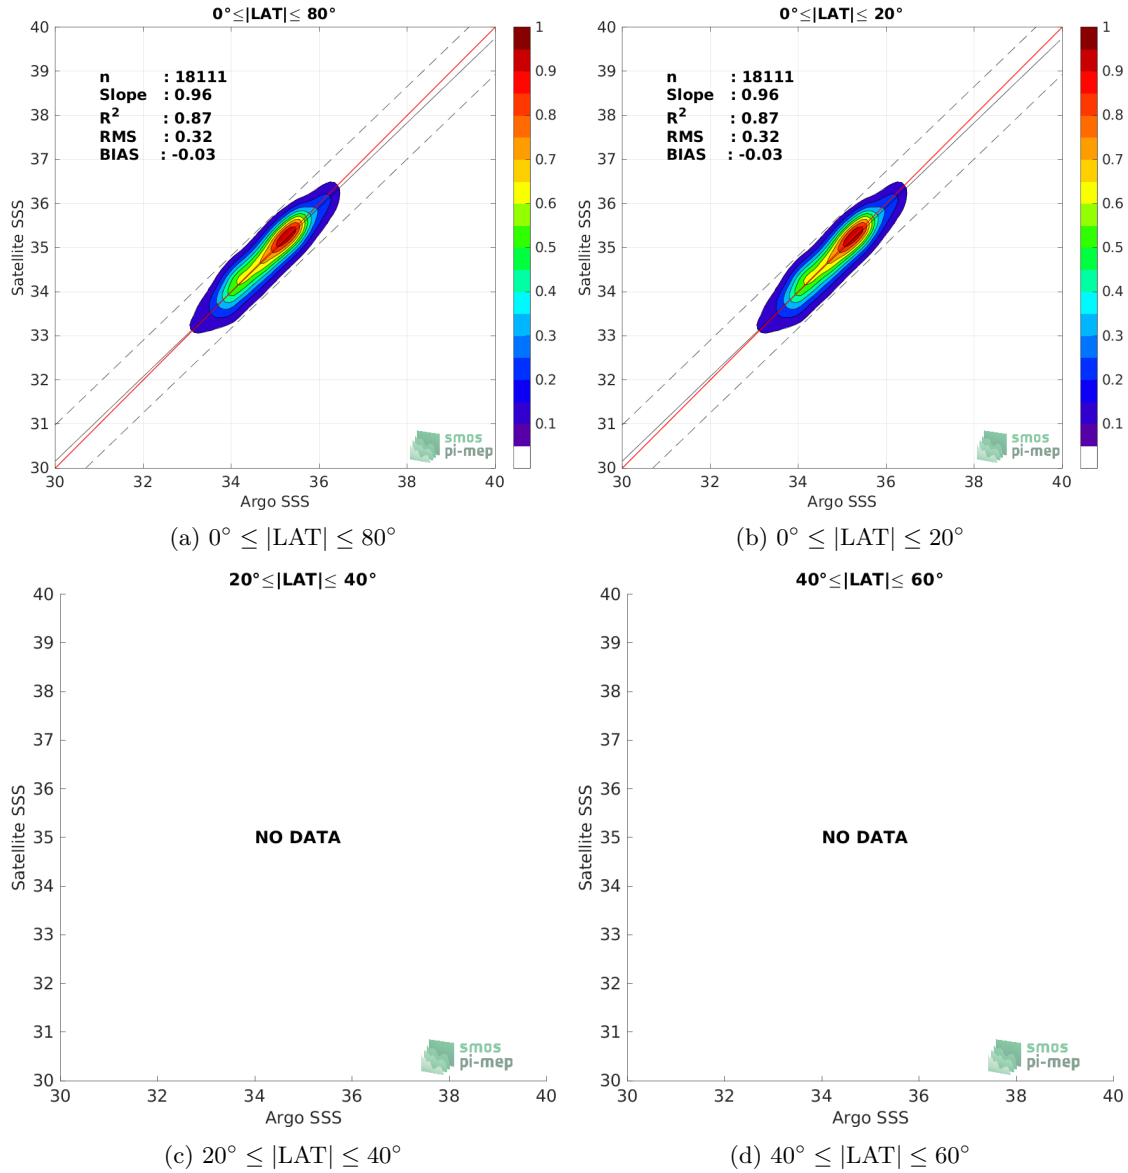 0°≤|LAT|≤ 80°
40
39
38
37
36
35
34
33
32
31
30
Satellite SSS
n : 18111
Slope : 0.96
R² : 0.87
RMS : 0.32
BIAS : -0.03
smos
pi-mep
30 32 34 36 38 40
Argo SSS
1
0.9
0.8
0.7
0.6
0.5
0.4
0.3
0.2
0.1
(a) 0° ≤ |LAT| ≤ 80°
0°≤|LAT|≤ 20°
40
39
38
37
36
35
34
33
32
31
30
Satellite SSS
n : 18111
Slope : 0.96
R² : 0.87
RMS : 0.32
BIAS : -0.03
smos
pi-mep
30 32 34 36 38 40
Argo SSS
1
0.9
0.8
0.7
0.6
0.5
0.4
0.3
0.2
0.1
(b) 0° ≤ |LAT| ≤ 20°
20°≤|LAT|≤ 40°
40
39
38
37
36
35
34
33
32
31
30
Satellite SSS
NO DATA
smos
pi-mep
30 32 34 36 38 40
Argo SSS
(c) 20° ≤ |LAT| ≤ 40°
40°≤|LAT|≤ 60°
40
39
38
37
36
35
34
33
32
31
30
Satellite SSS
NO DATA
smos
pi-mep
30 32 34 36 38 40
Argo SSS
(d) 40° ≤ |LAT| ≤ 60°